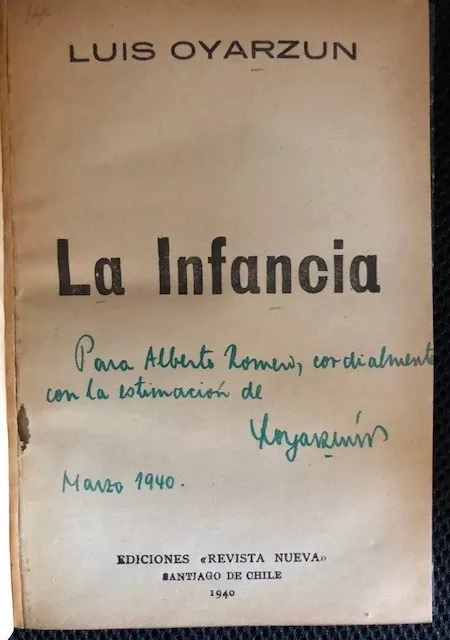 LUIS OYARZUN
La Infancia
Para Alberto Romero, cordialmente
con la estimación de
Loyarzún
Marzo 1940.
EDICIONES «REVISTA NUEVA»
SANTIAGO DE CHILE
1940